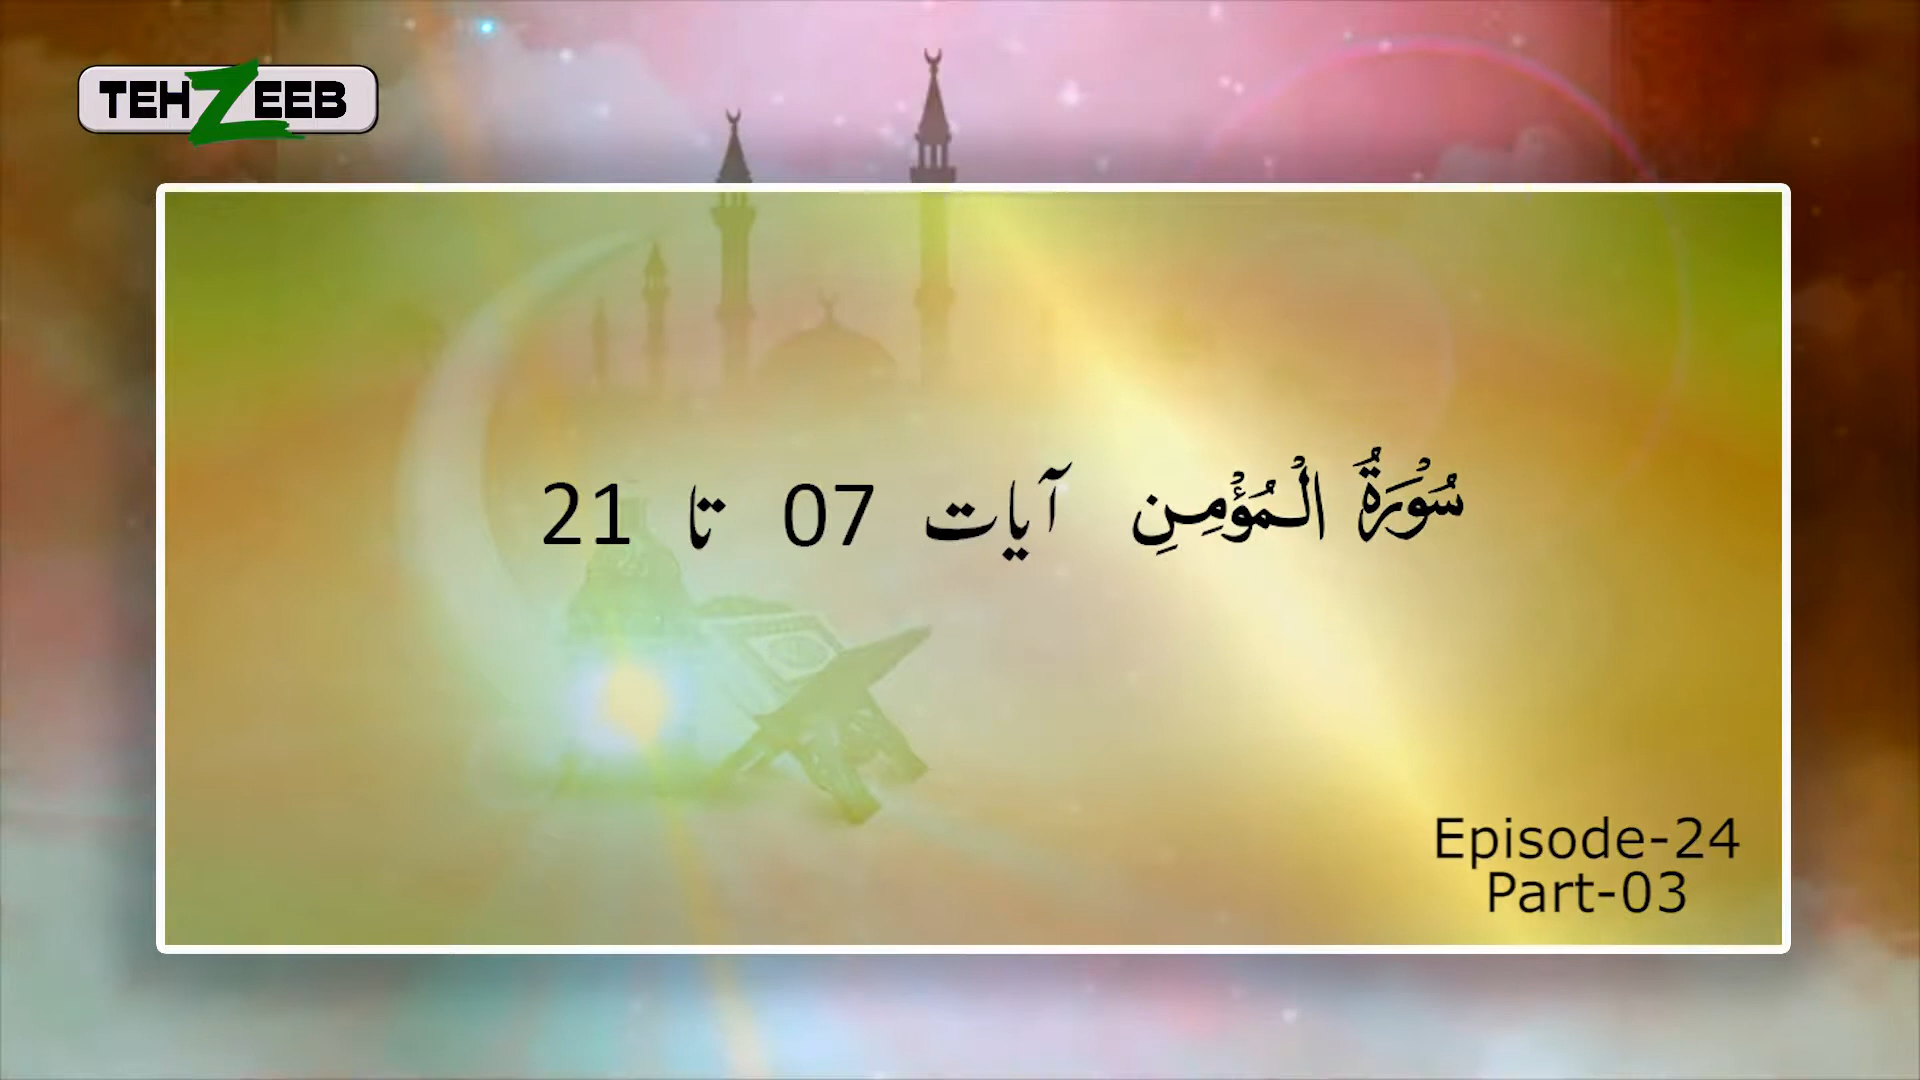 TEHZEEB
سُوْرَةُ الْمُؤْمِنِ آیات 07 تا 21
Episode-24
Part-03